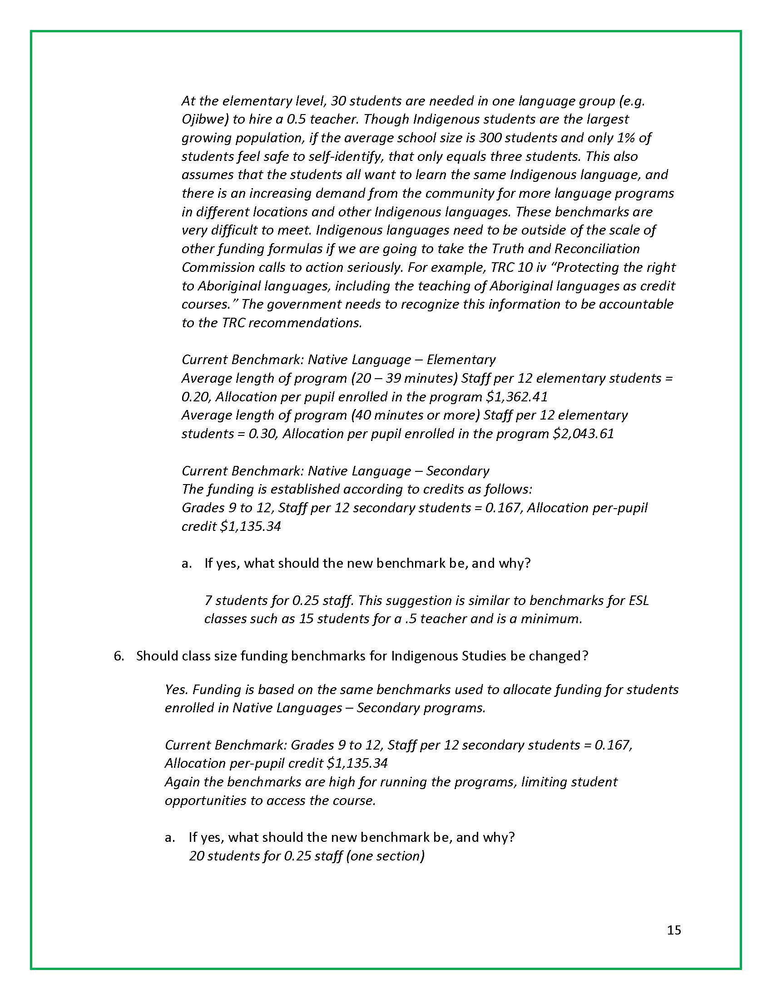 At the elementary level, 30 students are needed in one language group (e.g.
Ojibwe) to hire a 0.5 teacher. Though Indigenous students are the largest
growing population, if the average school size is 300 students and only 1% of
students feel safe to self-identify, that only equals three students. This also
assumes that the students all want to learn the same Indigenous language, and
there is an increasing demand from the community for more language programs
in different locations and other Indigenous languages. These benchmarks are
very difficult to meet. Indigenous languages need to be outside of the scale of
other funding formulas if we are going to take the Truth and Reconciliation
Commission calls to action seriously. For example, TRC 10 iv “Protecting the right
to Aboriginal languages, including the teaching of Aboriginal languages as credit
courses.” The government needs to recognize this information to be accountable
to the TRC recommendations.
Current Benchmark: Native Language – Elementary
Average length of program (20 – 39 minutes) Staff per 12 elementary students =
0.20, Allocation per pupil enrolled in the program $1,362.41
Average length of program (40 minutes or more) Staff per 12 elementary
students = 0.30, Allocation per pupil enrolled in the program $2,043.61
Current Benchmark: Native Language – Secondary
The funding is established according to credits as follows:
Grades 9 to 12, Staff per 12 secondary students = 0.167, Allocation per-pupil
credit $1,135.34
a. If yes, what should the new benchmark be, and why?
7 students for 0.25 staff. This suggestion is similar to benchmarks for ESL
classes such as 15 students for a .5 teacher and is a minimum.
6. Should class size funding benchmarks for Indigenous Studies be changed?
Yes. Funding is based on the same benchmarks used to allocate funding for students
enrolled in Native Languages – Secondary programs.
Current Benchmark: Grades 9 to 12, Staff per 12 secondary students = 0.167,
Allocation per-pupil credit $1,135.34
Again the benchmarks are high for running the programs, limiting student
opportunities to access the course.
a. If yes, what should the new benchmark be, and why?
20 students for 0.25 staff (one section)
15